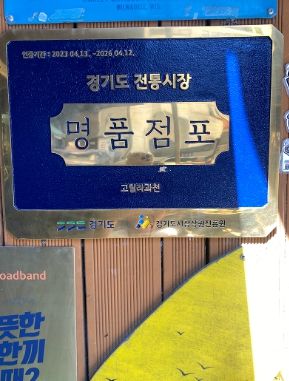 인증기간 : 2023.04.13. ~2026.04.12.
경기도 전통시장
명품점포
고릴라과천
경기도
경기도시장상권진흥원
oadband
뜻한
한끼
때?